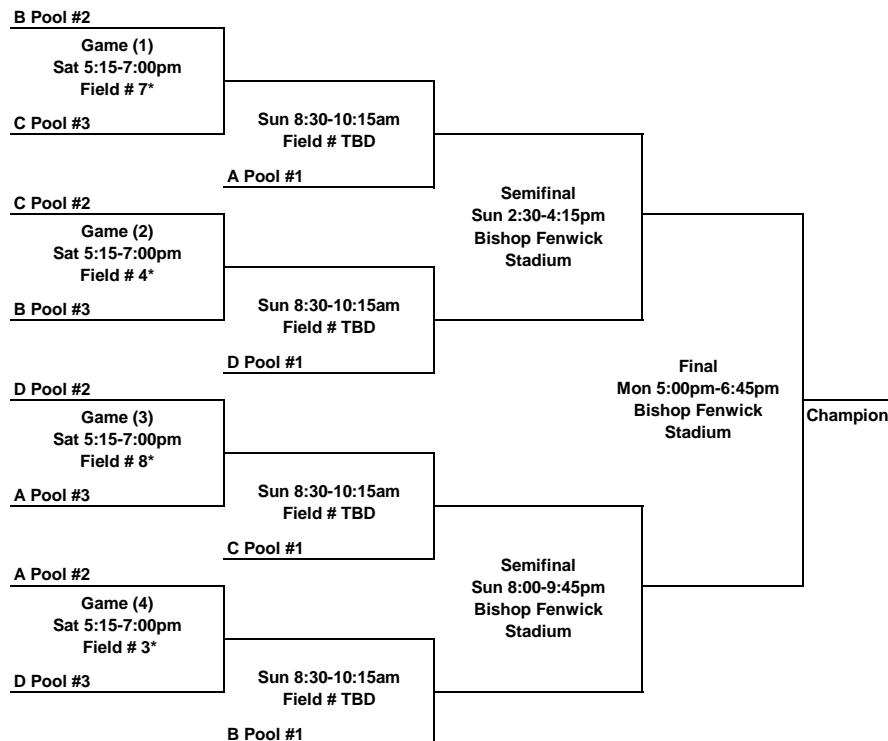 B Pool #2
Game (1)
Sat 5:15-7:00pm
Field # 7*
C Pool #3
Sun 8:30-10:15am
Field # TBD
A Pool #1
C Pool #2
Game (2)
Sat 5:15-7:00pm
Field # 4*
B Pool #3
Sun 8:30-10:15am
Field # TBD
D Pool #1
Semifinal
Sun 2:30-4:15pm
Bishop Fenwick
Stadium
D Pool #2
Game (3)
Sat 5:15-7:00pm
Field # 8*
A Pool #3
Sun 8:30-10:15am
Field # TBD
C Pool #1
A Pool #2
Game (4)
Sat 5:15-7:00pm
Field # 3*
D Pool #3
Sun 8:30-10:15am
Field # TBD
B Pool #1
Semifinal
Sun 8:00-9:45pm
Bishop Fenwick
Stadium
Final
Mon 5:00pm-6:45pm
Bishop Fenwick
Stadium
Champion